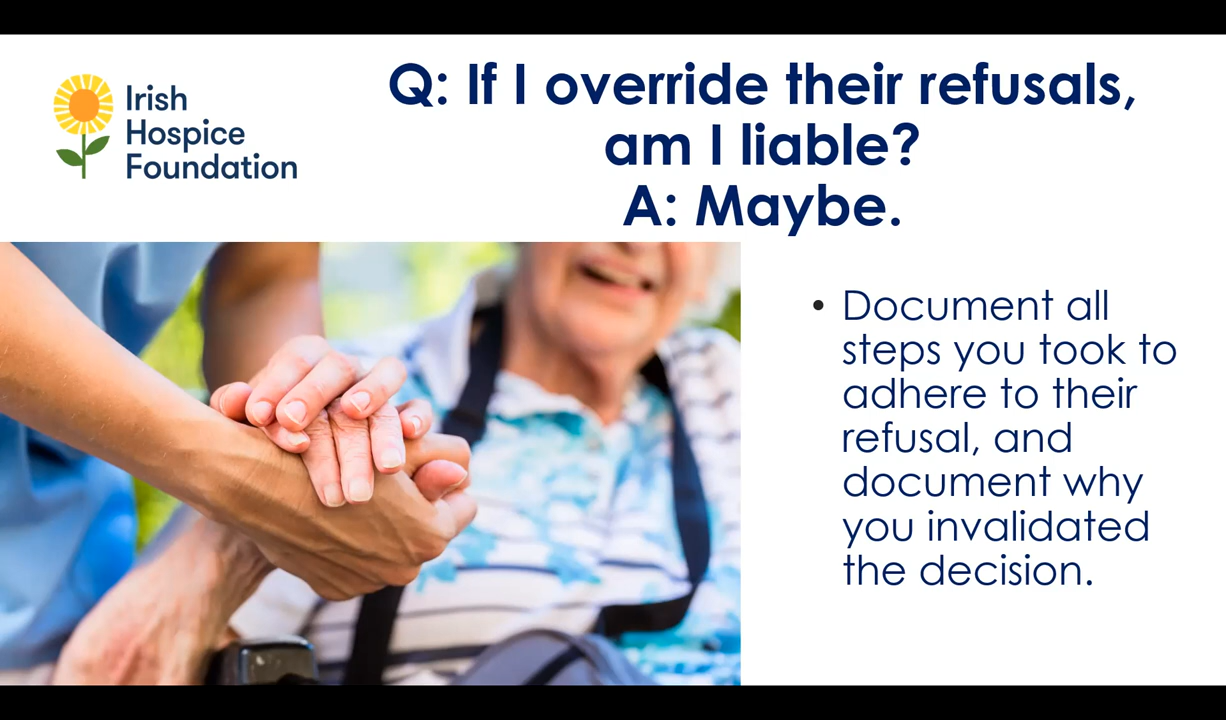 Irish
Hospice
Foundation
Q: If I override their refusals,
am I liable?
A: Maybe.
• Document all
steps you took to
adhere to their
refusal, and
document why
you invalidated
the decision.